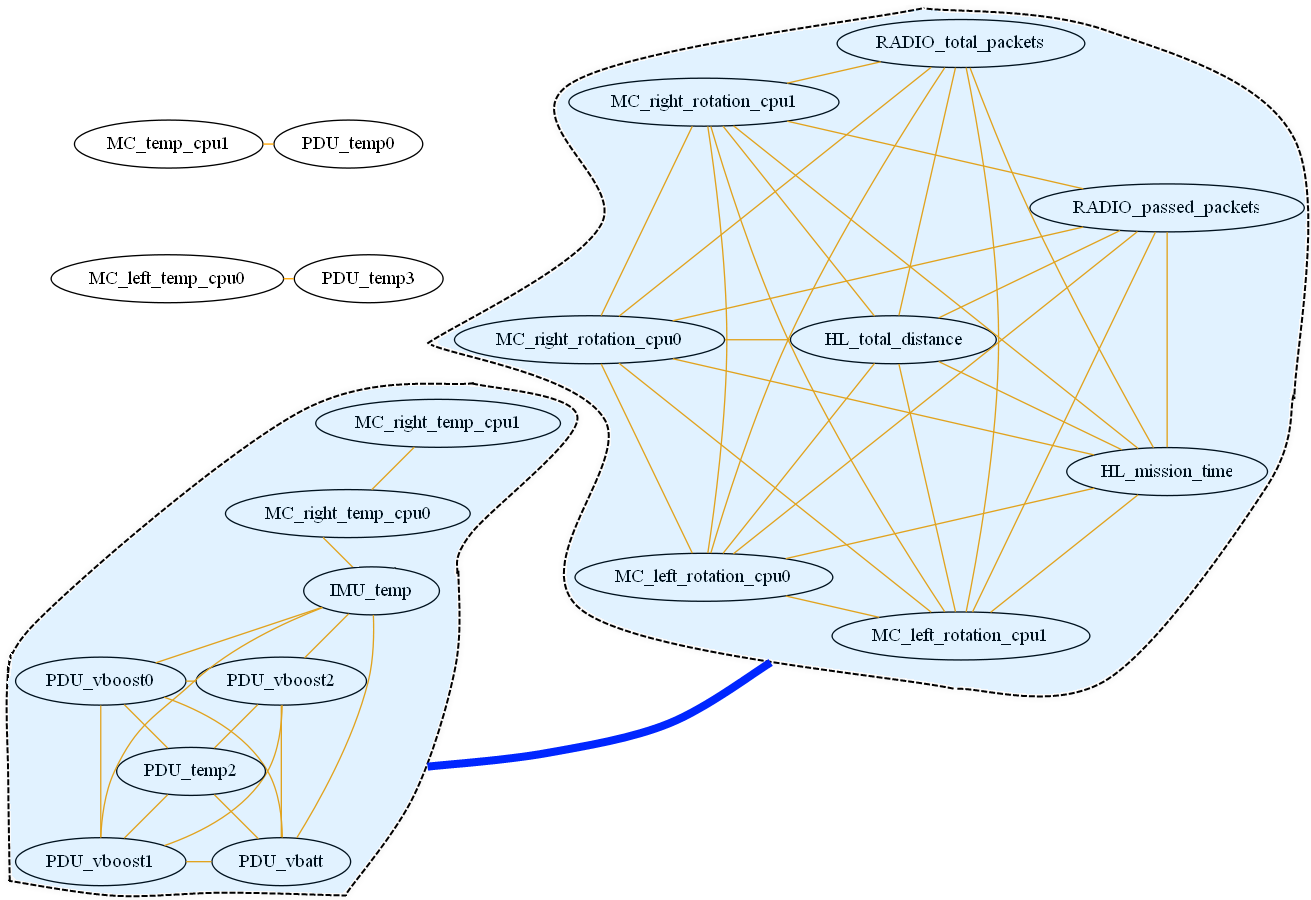 RADIO_total_packets
MC_right_rotation_cpu1
MC_temp_cpu1
PDU_temp0
RADIO_passed_packets
MC_left_temp_cpu0
PDU_temp3
MC_right_rotation_cpu0
HL_total_distance
MC_right_temp_cpu1
HL_mission_time
MC_right_temp_cpu0
MC_left_rotation_cpu0
IMU_temp
MC_left_rotation_cpu1
PDU_vboost0
PDU_vboost2
PDU_temp2
PDU_vboost1
PDU_vbatt